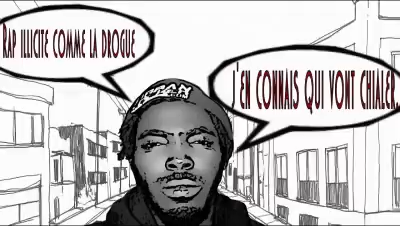 Rap illicite comme la drogue
j'en connais qui vont chialer.